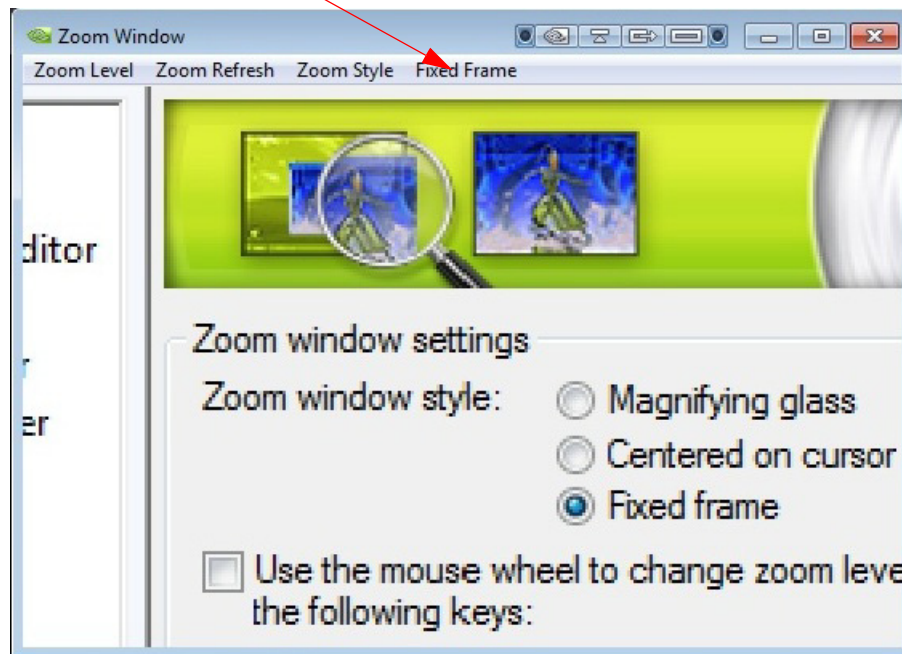 Zoom Window
Zoom Level Zoom Refresh Zoom Style Fixed Frame
ditor
Zoom window settings
r
Zoom window style: Magnifying glass
er
Centered on cursor
Fixed frame
Use the mouse wheel to change zoom leve
the following keys: